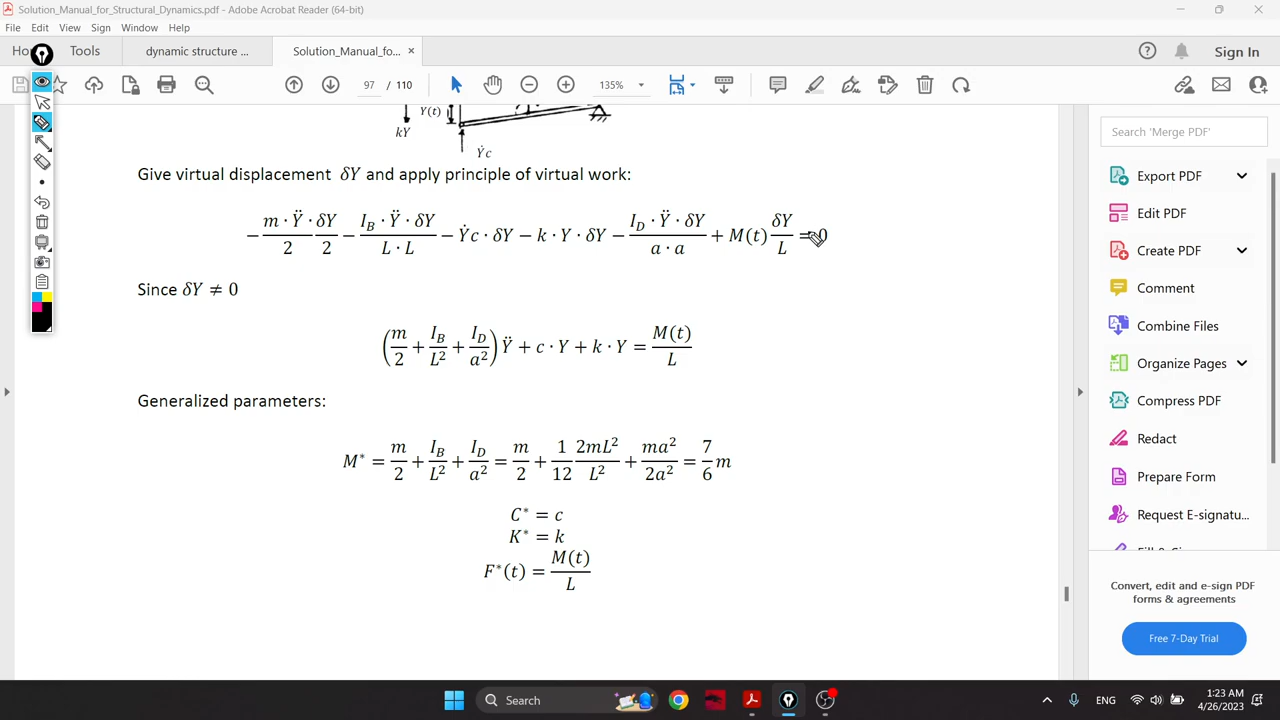 Solution_Manual_for_Structural_Dynamics.pdf - Adobe Acrobat Reader (64-bit)
File Edit View Sign Window Help
Tools dynamic structure ... Solution_Manual_fo... ×
? Sign In
97 / 110 135%
Search 'Merge PDF'
Y(t)
kY
Ẏc
Give virtual displacement δY and apply principle of virtual work:
− m · Ÿ · δY / 2 2 − I_B · Ÿ · δY / L · L − Ẏc · δY − k · Y · δY − I_D · Ÿ · δY / a · a + M(t) δY / L = 0
Since δY ≠ 0
(m/2 + I_B/L² + I_D/a²) Ÿ + c · Y + k · Y = M(t)/L
Generalized parameters:
M* = m/2 + I_B/L² + I_D/a² = m/2 + 1/12 2mL²/L² + ma²/2a² = 7/6 m
C* = c
K* = k
F*(t) = M(t)/L
Export PDF
Edit PDF
Create PDF
Comment
Combine Files
Organize Pages
Compress PDF
Redact
Prepare Form
Request E-signatu...
Convert, edit and e-sign PDF
forms & agreements
Free 7-Day Trial
Search
ENG
1:23 AM
4/26/2023